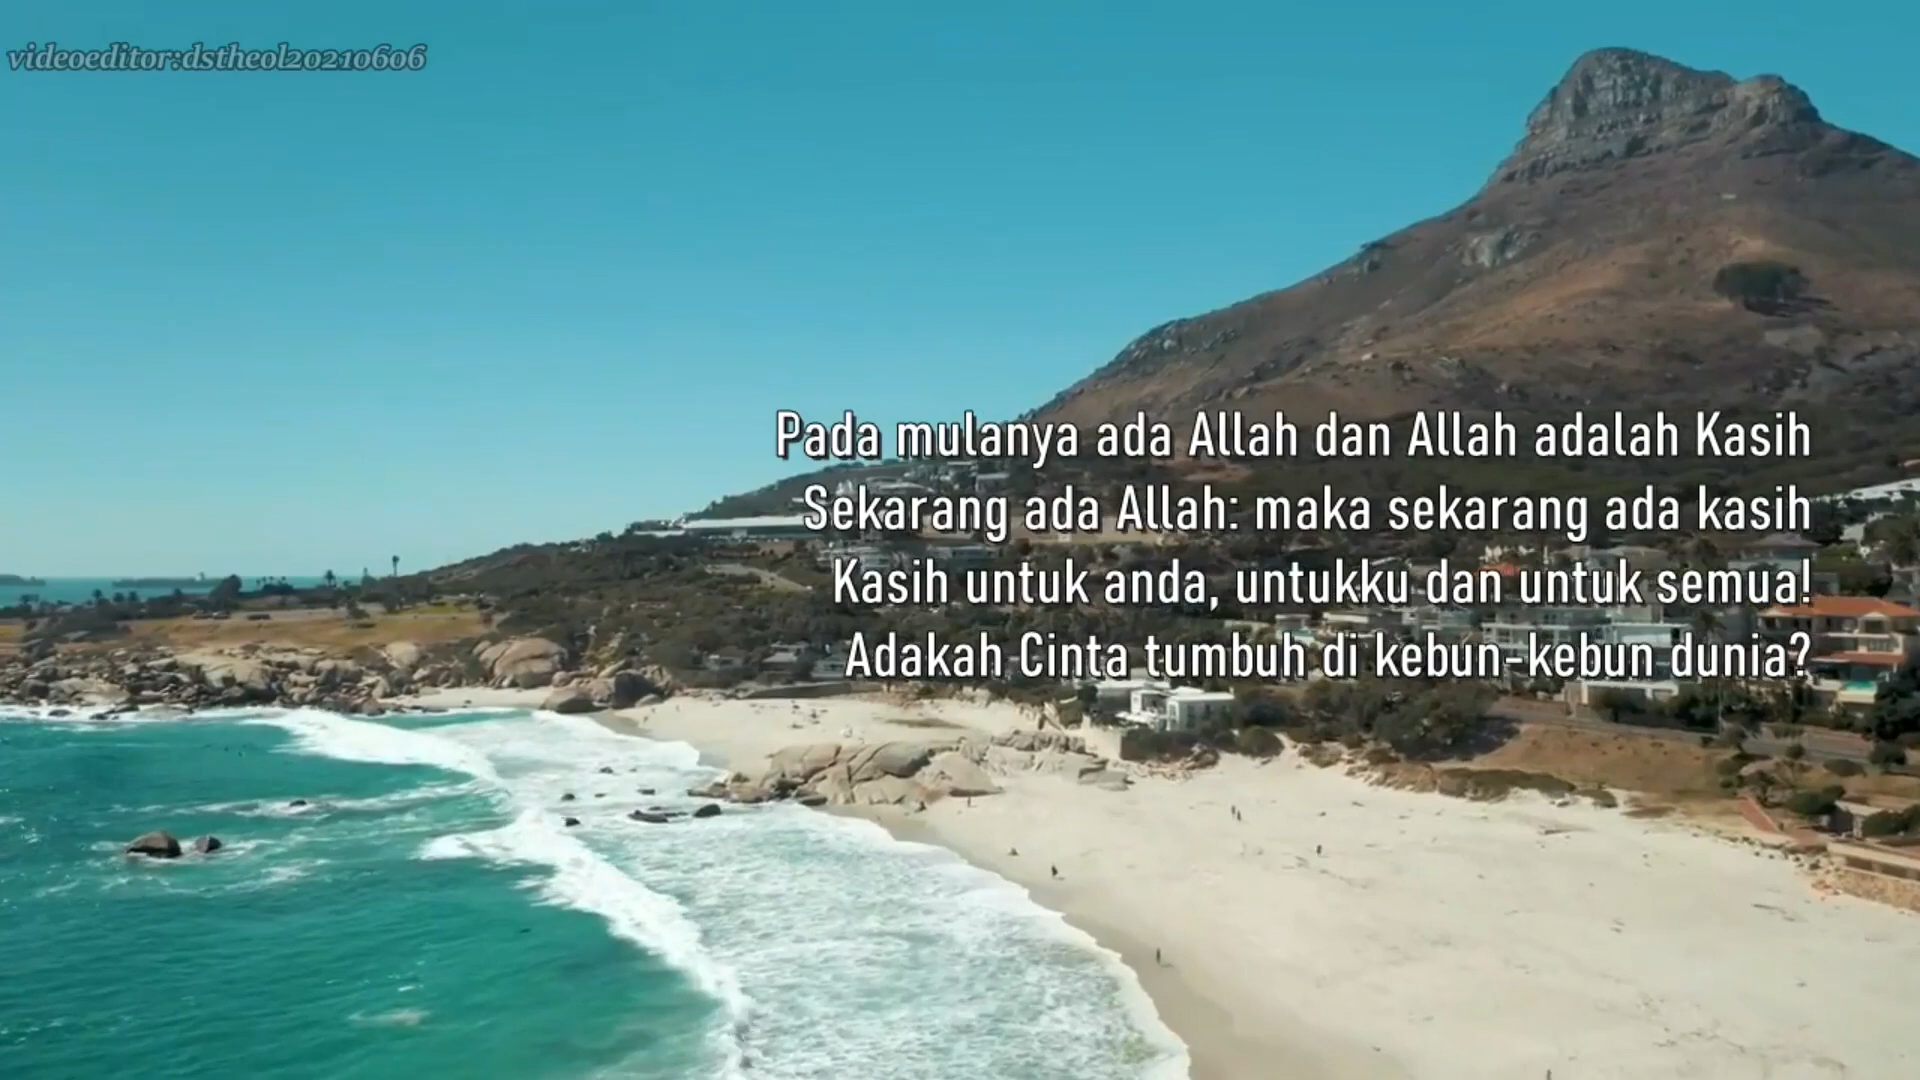 videoeditor:dstheol20210606
Pada mulanya ada Allah dan Allah adalah Kasih
Sekarang ada Allah: maka sekarang ada kasih
Kasih untuk anda, untukku dan untuk semua!
Adakah Cinta tumbuh di kebun-kebun dunia?